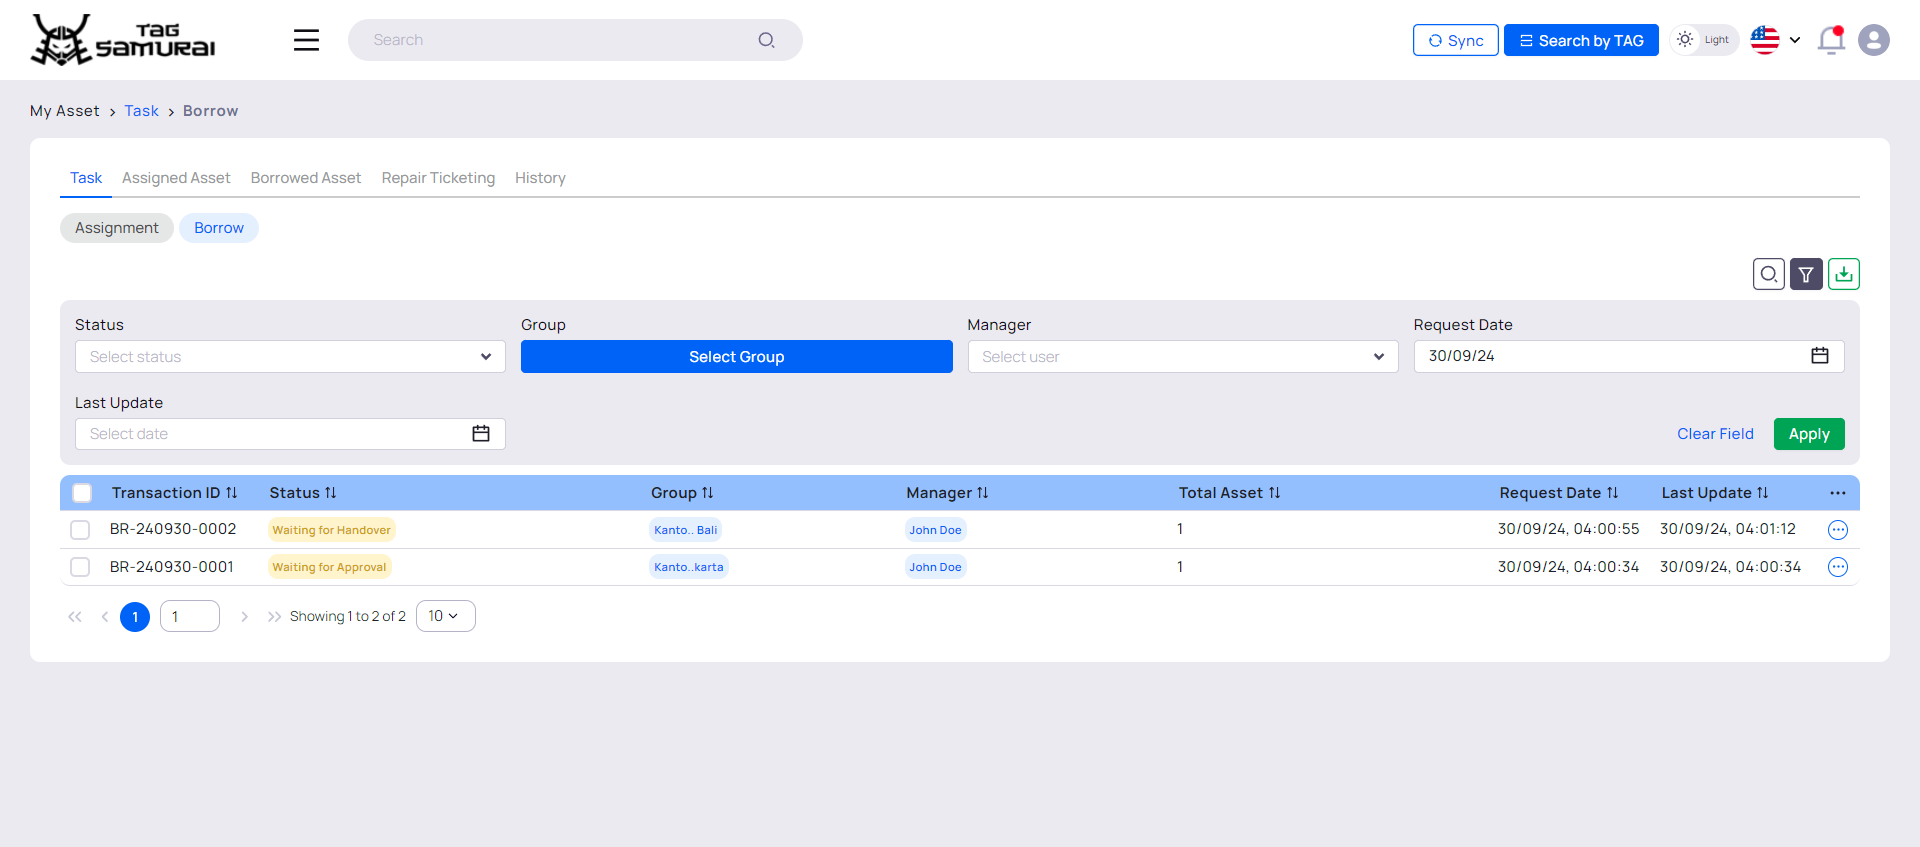 TAG
SAMURAI
Search
Sync
Search by TAG
Light
My Asset > Task > Borrow
Task
Assigned Asset
Borrowed Asset
Repair Ticketing
History
Assignment
Borrow
Status
Group
Manager
Request Date
Select status
Select Group
Select user
30/09/24
Last Update
Select date
Clear Field
Apply
Transaction ID Status Group Manager Total Asset Request Date Last Update
BR-240930-0002 Waiting for Handover Kanto.. Bali John Doe 1 30/09/24, 04:00:55 30/09/24, 04:01:12
BR-240930-0001 Waiting for Approval Kanto..karta John Doe 1 30/09/24, 04:00:34 30/09/24, 04:00:34
1 1 Showing 1 to 2 of 2 10